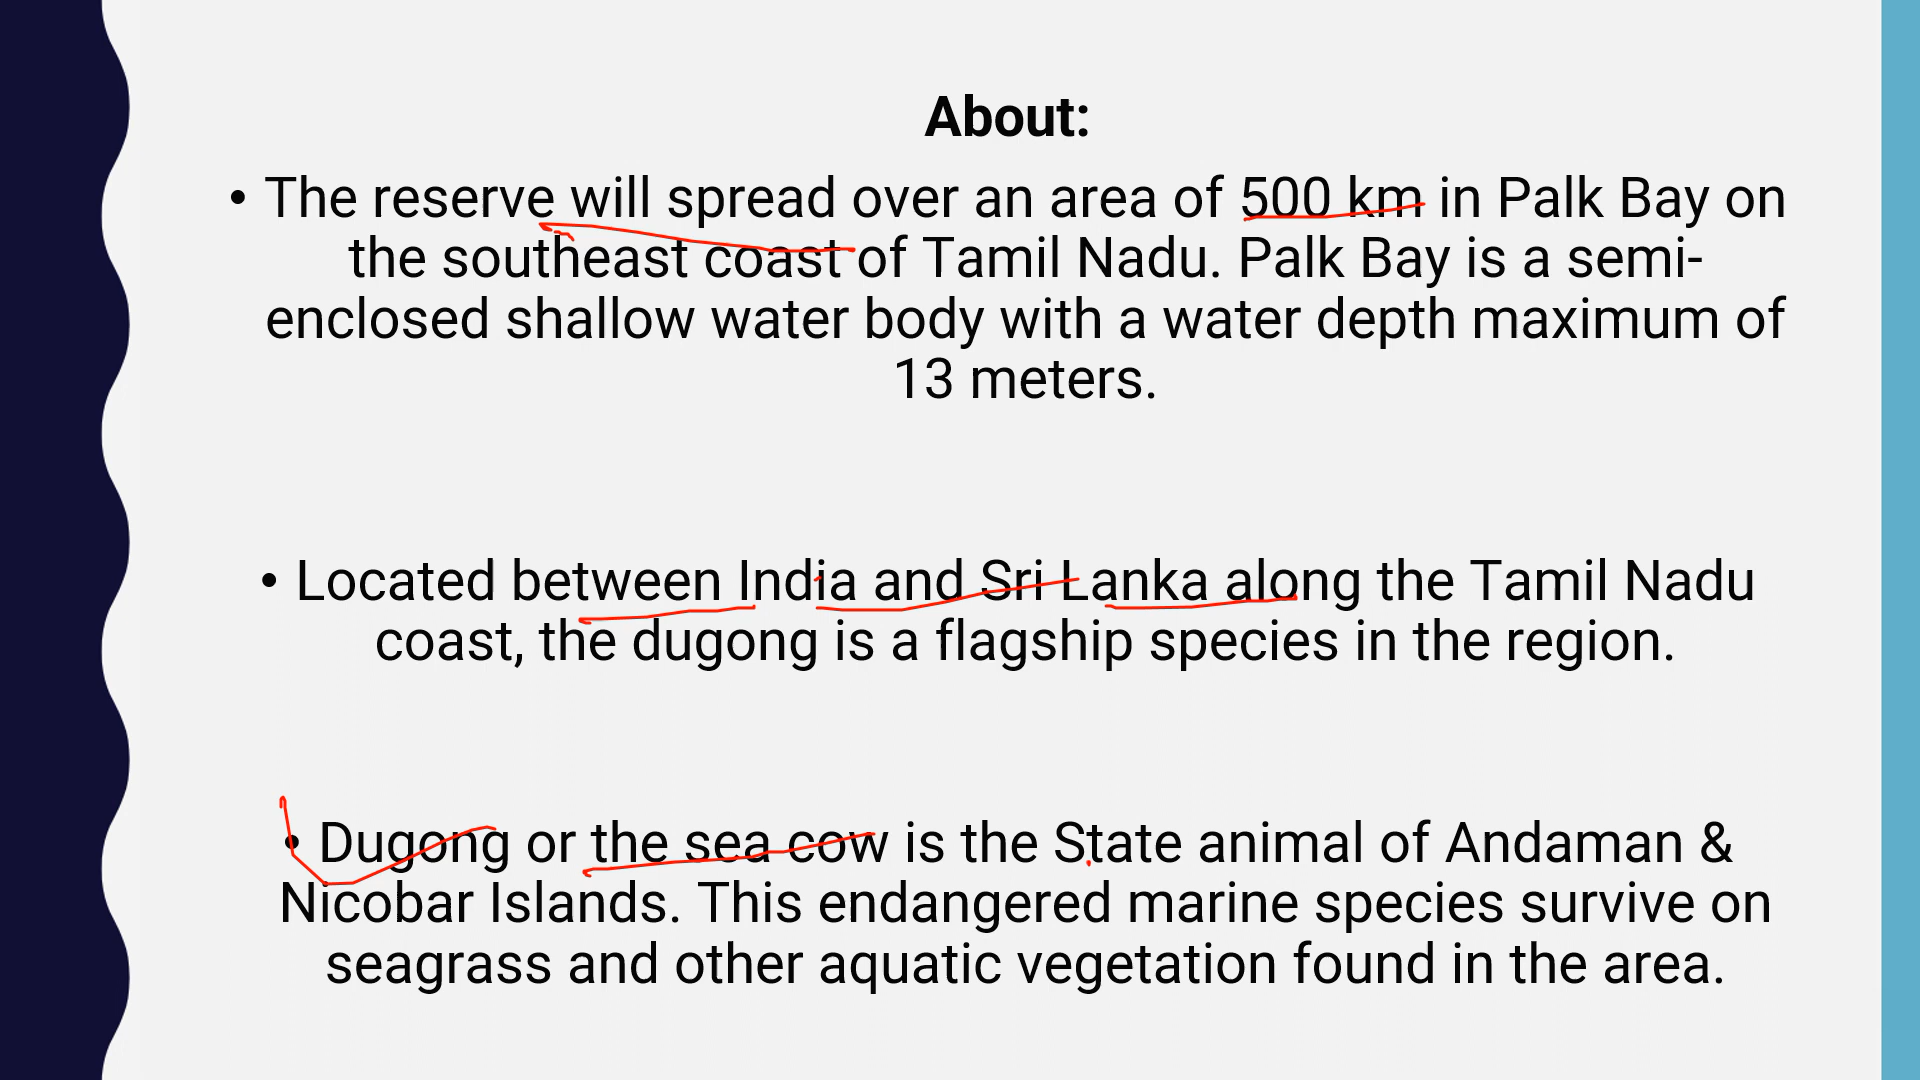 About:
• The reserve will spread over an area of 500 km in Palk Bay on
the southeast coast of Tamil Nadu. Palk Bay is a semi-
enclosed shallow water body with a water depth maximum of
13 meters.
• Located between India and Sri Lanka along the Tamil Nadu
coast, the dugong is a flagship species in the region.
• Dugong or the sea cow is the State animal of Andaman &
Nicobar Islands. This endangered marine species survive on
seagrass and other aquatic vegetation found in the area.